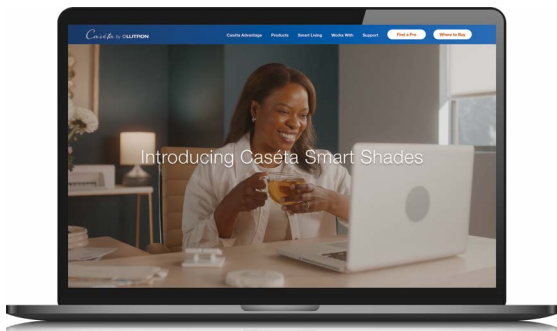 Caséta by LUTRON
Caséta Advantage Products Smart Living Works With Support Find a Pro Where to Buy
Introducing Caséta Smart Shades